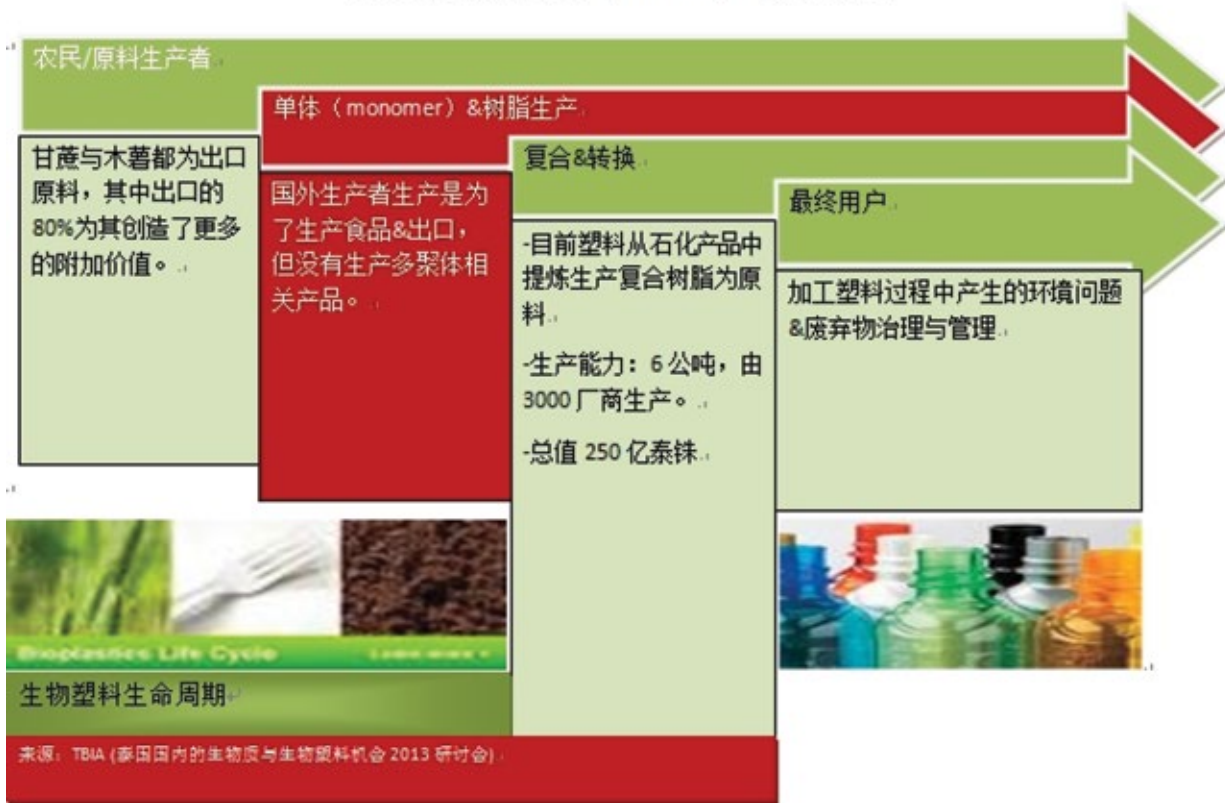 农民/原料生产者
单体（monomer）&树脂生产
复合&转换
最终用户
甘蔗与木薯都为出口
原料，其中出口的
80%为其创造了更多
的附加价值。
国外生产者生产是为
了生产食品&出口，
但没有生产多聚体相
关产品。
-目前塑料从石化产品中
提炼生产复合树脂为原
料
-生产能力：6 公吨，由
3000 厂商生产。
-总值 250 亿泰铢
加工塑料过程中产生的环境问题
&废弃物治理与管理
Bioplastics Life Cycle
Learn more
生物塑料生命周期
来源：TBIA (泰国国内的生物质与生物塑料机会 2013 研讨会)